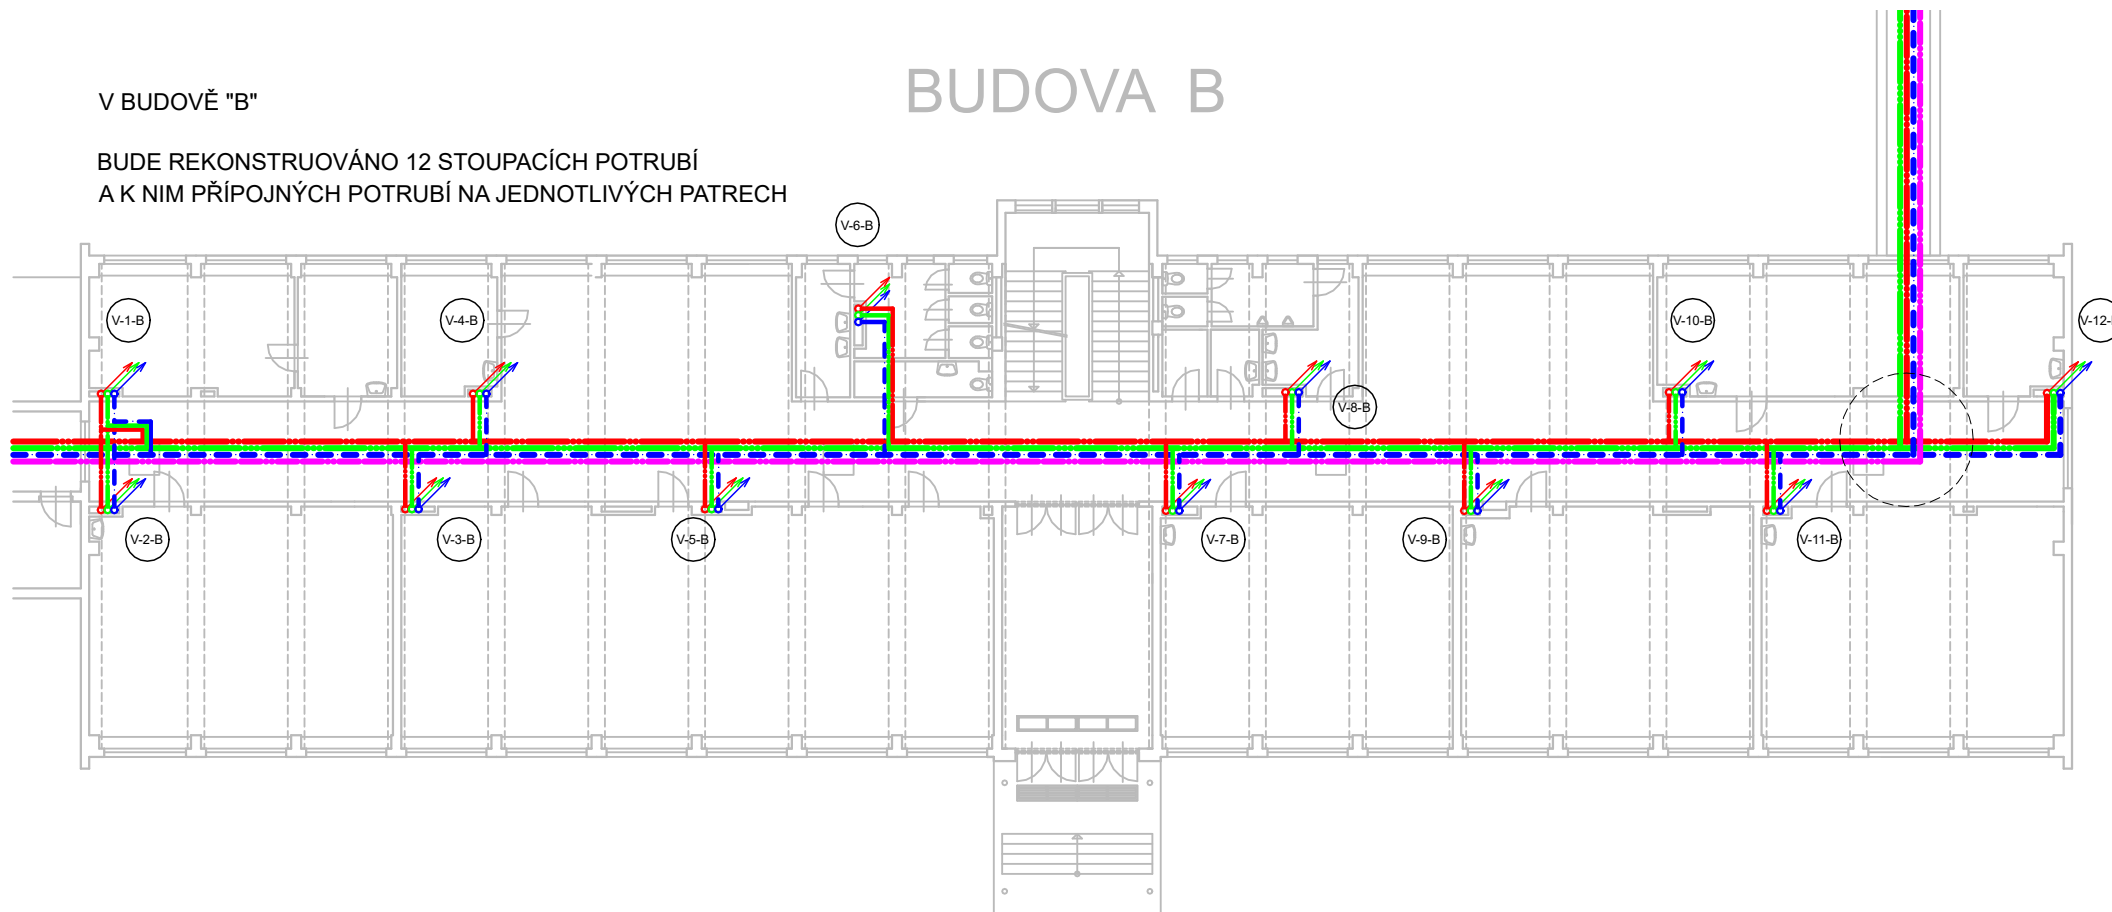 BUDOVA B
V BUDOVĚ "B"
BUDE REKONSTRUOVÁNO 12 STOUPACÍCH POTRUBÍ
A K NIM PŘÍPOJNÝCH POTRUBÍ NA JEDNOTLIVÝCH PATRECH
V-6-B
V-1-B
V-4-B
V-10-B
V-12-
V-8-B
V-2-B
V-3-B
V-5-B
V-7-B
V-9-B
V-11-B